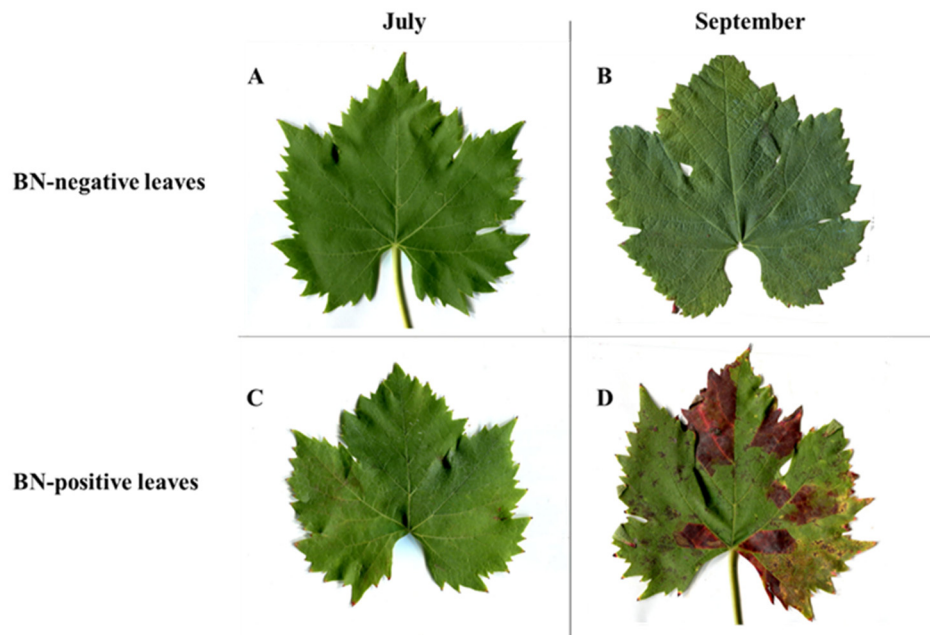 July
September
A
B
BN-negative leaves
C
D
BN-positive leaves